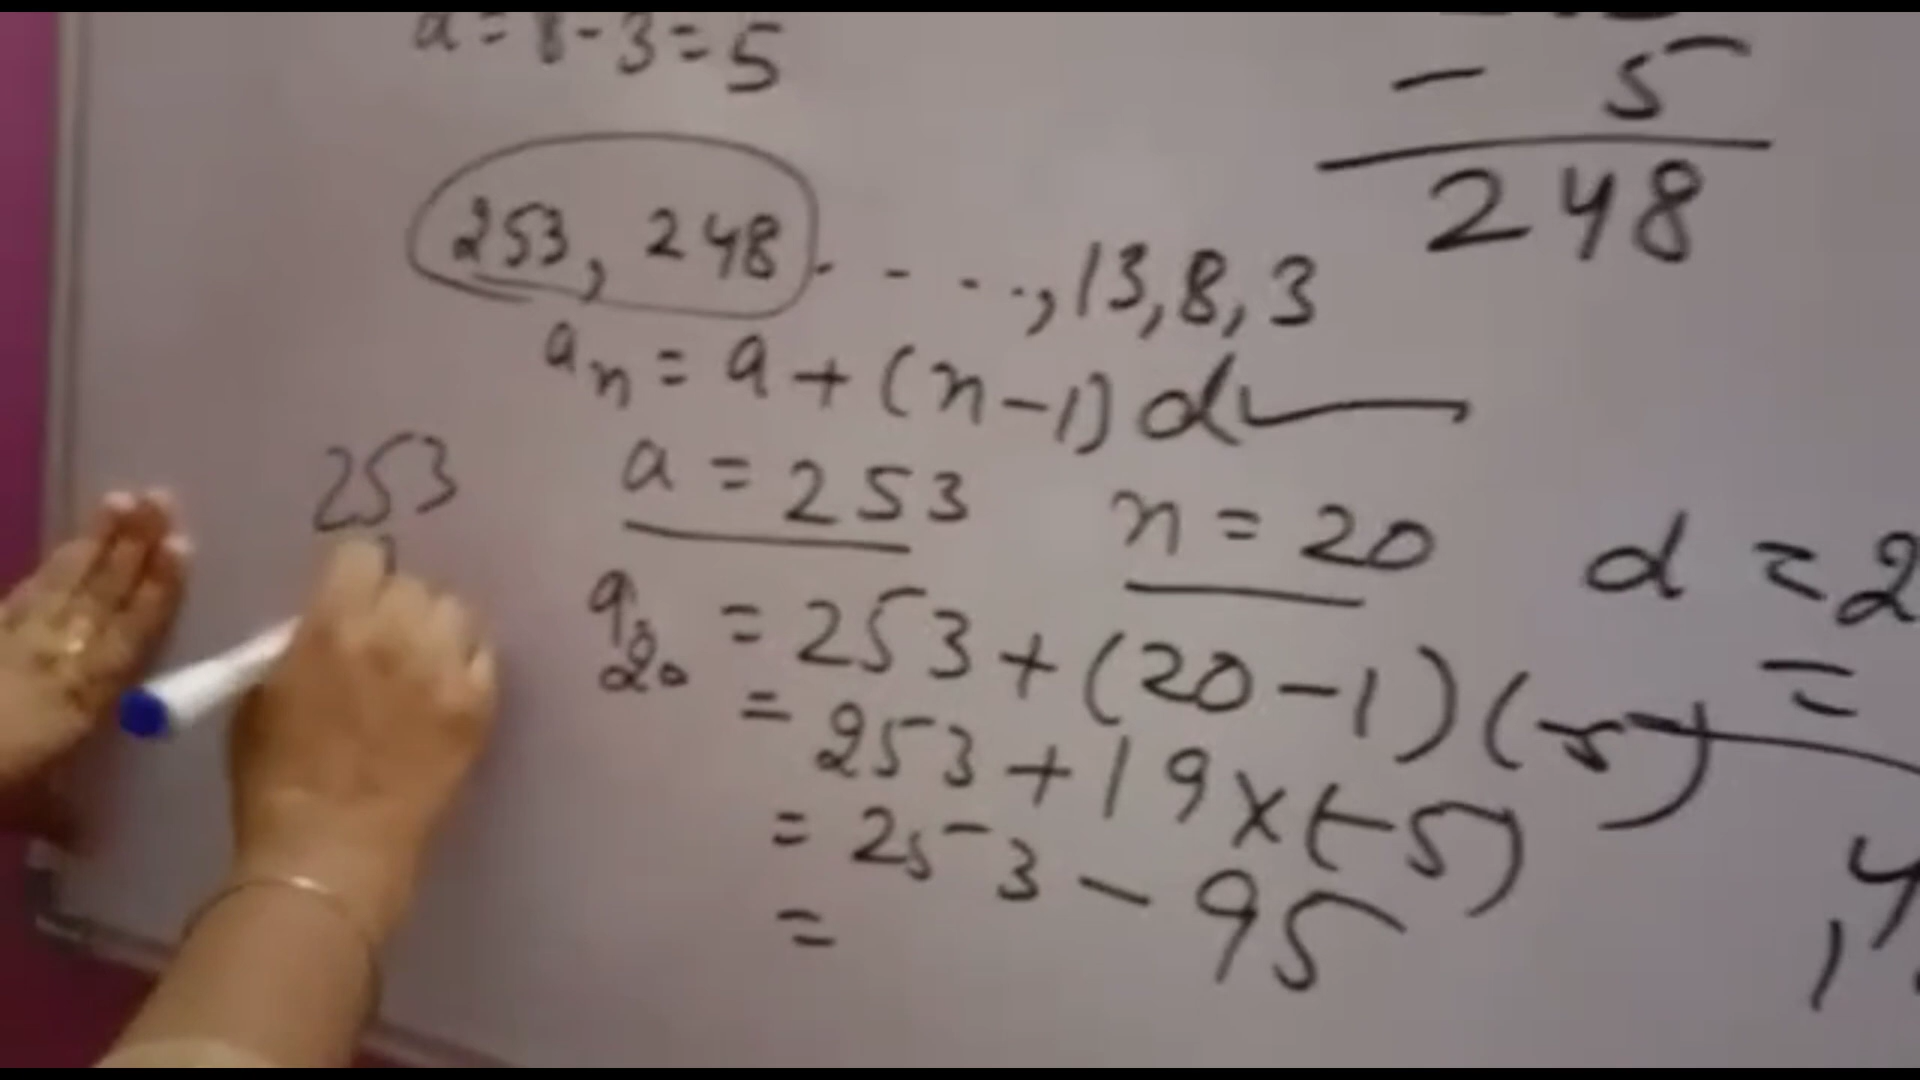 a = 8 - 3 = 5
- 5
248
253, 248 . - - ..., 13, 8, 3
an = a + (n-1) d
253
a = 253 n = 20 d = 2
a20 = 253 + (20-1)(-5)
=
= 253 + 19 x (-5)
= 253 - 95
=